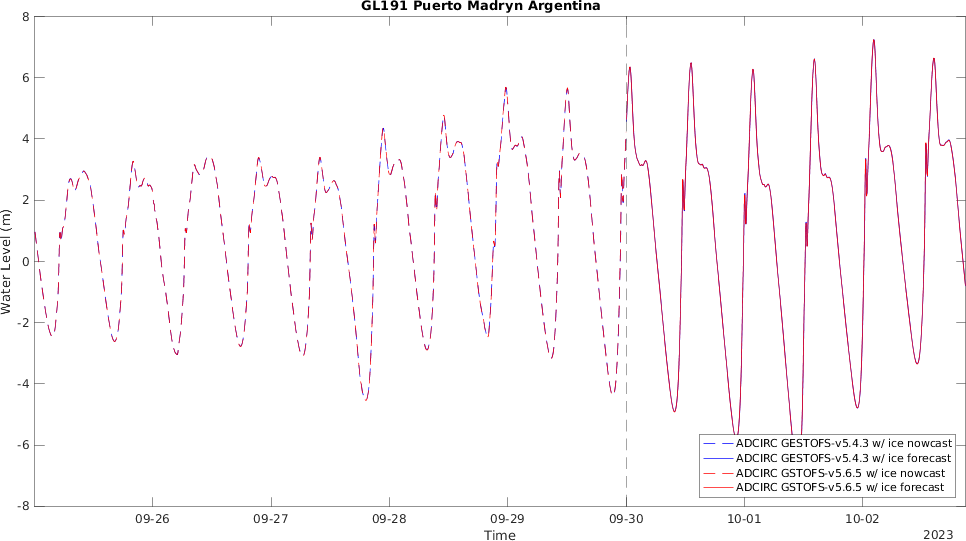 GL191 Puerto Madryn Argentina
8
6
4
2
0
-2
-4
-6
-8
Water Level (m)
ADCIRC GESTOFS-v5.4.3 w/ ice nowcast
ADCIRC GESTOFS-v5.4.3 w/ ice forecast
ADCIRC GSTOFS-v5.6.5 w/ ice nowcast
ADCIRC GSTOFS-v5.6.5 w/ ice forecast
09-26 09-27 09-28 09-29 09-30 10-01 10-02
Time
2023